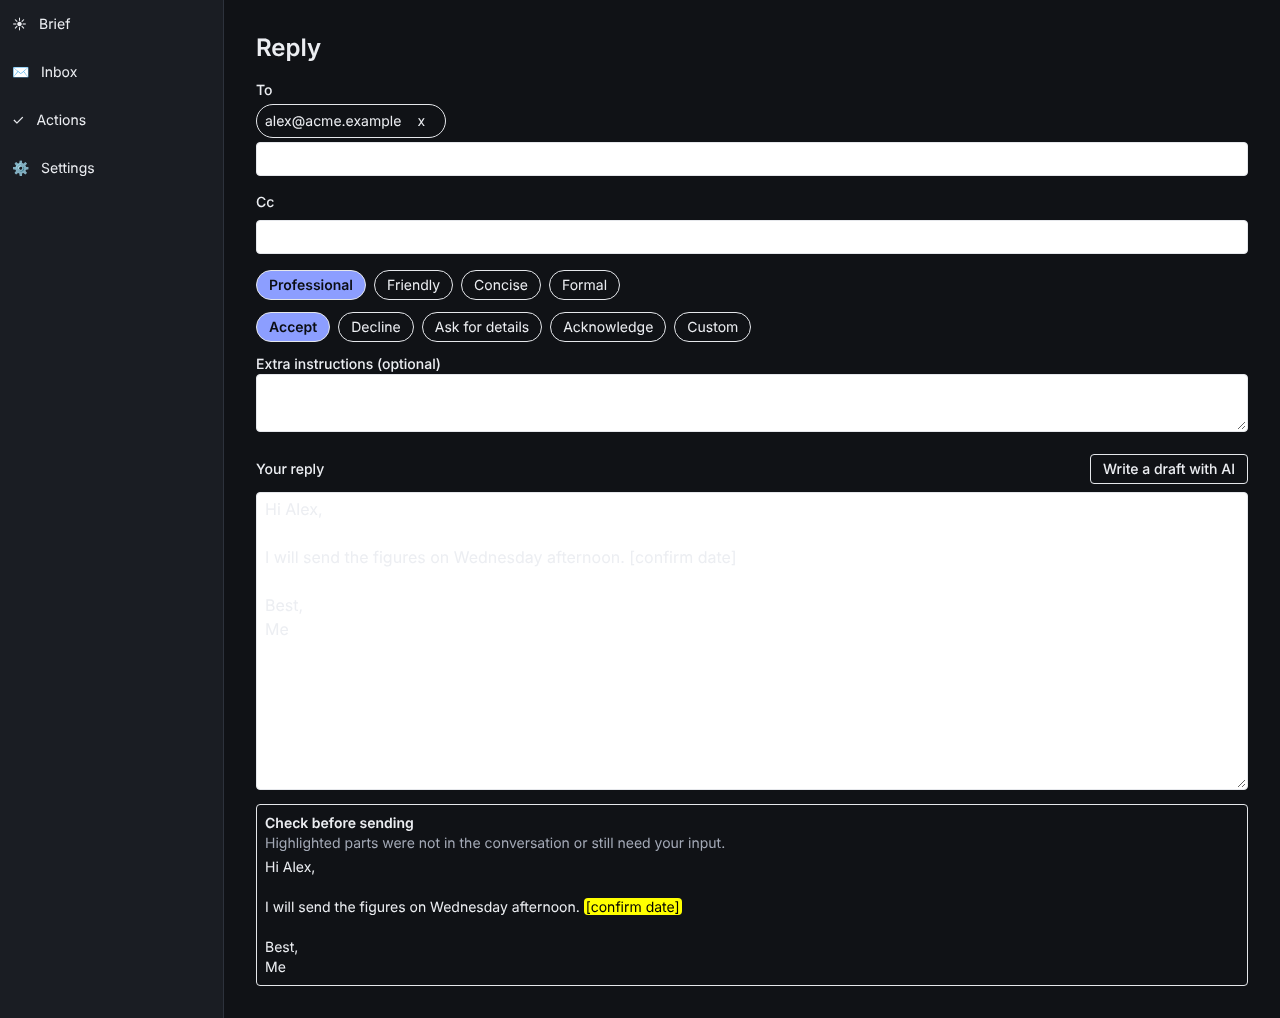 Brief
Inbox
Actions
Settings
Reply
To
alex@acme.example x
Cc
Professional Friendly Concise Formal
Accept Decline Ask for details Acknowledge Custom
Extra instructions (optional)
Your reply Write a draft with AI
Hi Alex,
I will send the figures on Wednesday afternoon. [confirm date]
Best,
Me
Check before sending
Highlighted parts were not in the conversation or still need your input.
Hi Alex,
I will send the figures on Wednesday afternoon. [confirm date]
Best,
Me